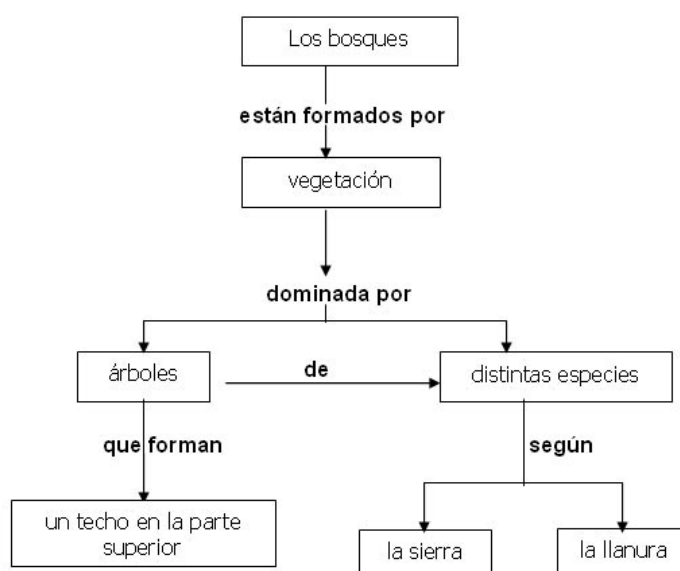 Los bosques
están formados por
vegetación
dominada por
árboles
de
distintas especies
que forman
según
un techo en la parte
superior
la sierra
la llanura